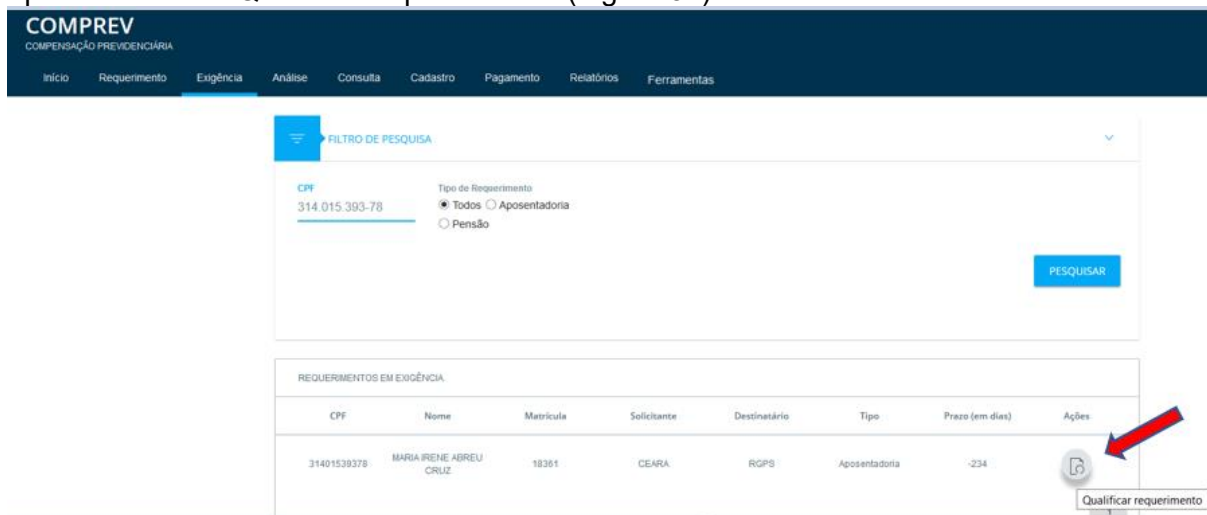 COMPREV
COMPENSAÇÃO PREVIDENCIÁRIA
Início Requerimento Exigência Análise Consulta Cadastro Pagamento Relatórios Ferramentas
FILTRO DE PESQUISA
CPF Tipo de Requerimento
314.015.393-78 Todos Aposentadoria
Pensão
PESQUISAR
REQUERIMENTOS EM EXIGÊNCIA
CPF Nome Matrícula Solicitante Destinatário Tipo Prazo (em dias) Ações
31401539378 MARIA IRENE ABREU CRUZ 18361 CEARA RGPS Aposentadoria -234
Qualificar requerimento